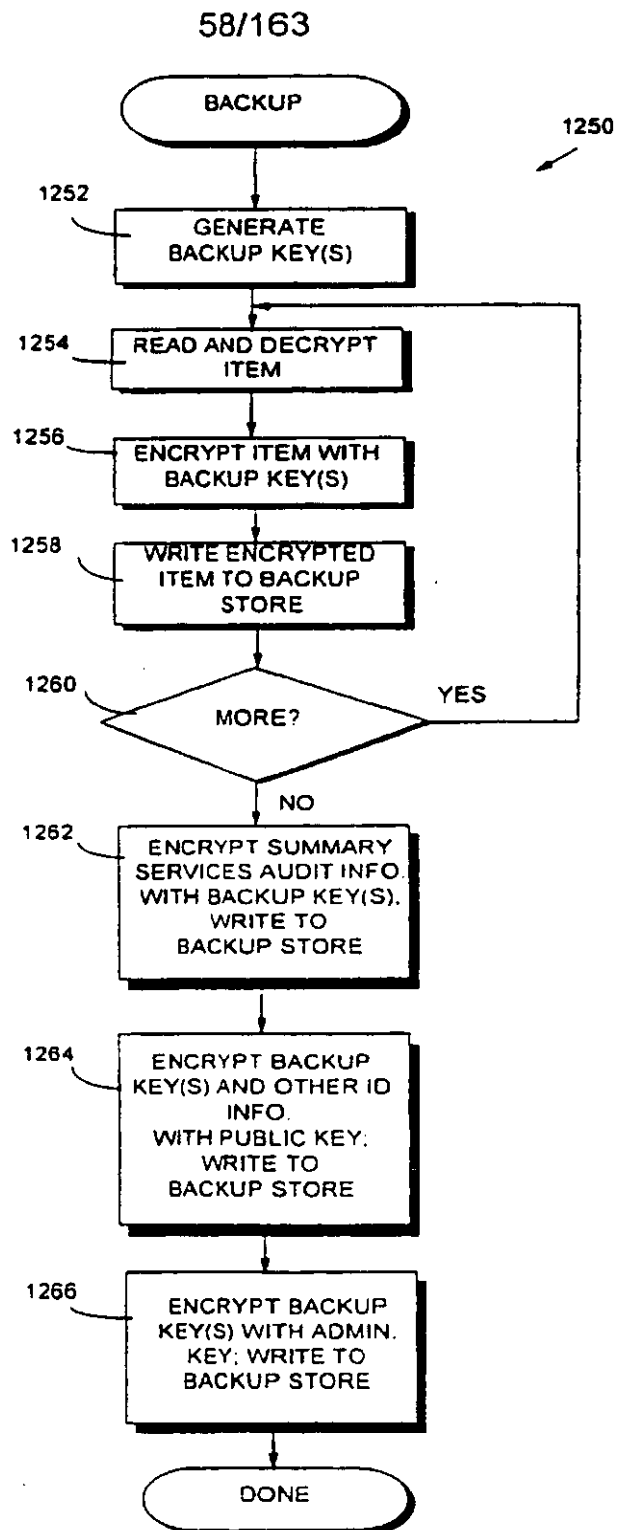 58/163
BACKUP
1250
1252
GENERATE
BACKUP KEY(S)
1254
READ AND DECRYPT
ITEM
1256
ENCRYPT ITEM WITH
BACKUP KEY(S)
1258
WRITE ENCRYPTED
ITEM TO BACKUP
STORE
1260
MORE?
YES
NO
1262
ENCRYPT SUMMARY
SERVICES AUDIT INFO.
WITH BACKUP KEY(S),
WRITE TO
BACKUP STORE
1264
ENCRYPT BACKUP
KEY(S) AND OTHER ID
INFO.
WITH PUBLIC KEY;
WRITE TO
BACKUP STORE
1266
ENCRYPT BACKUP
KEY(S) WITH ADMIN.
KEY; WRITE TO
BACKUP STORE
DONE